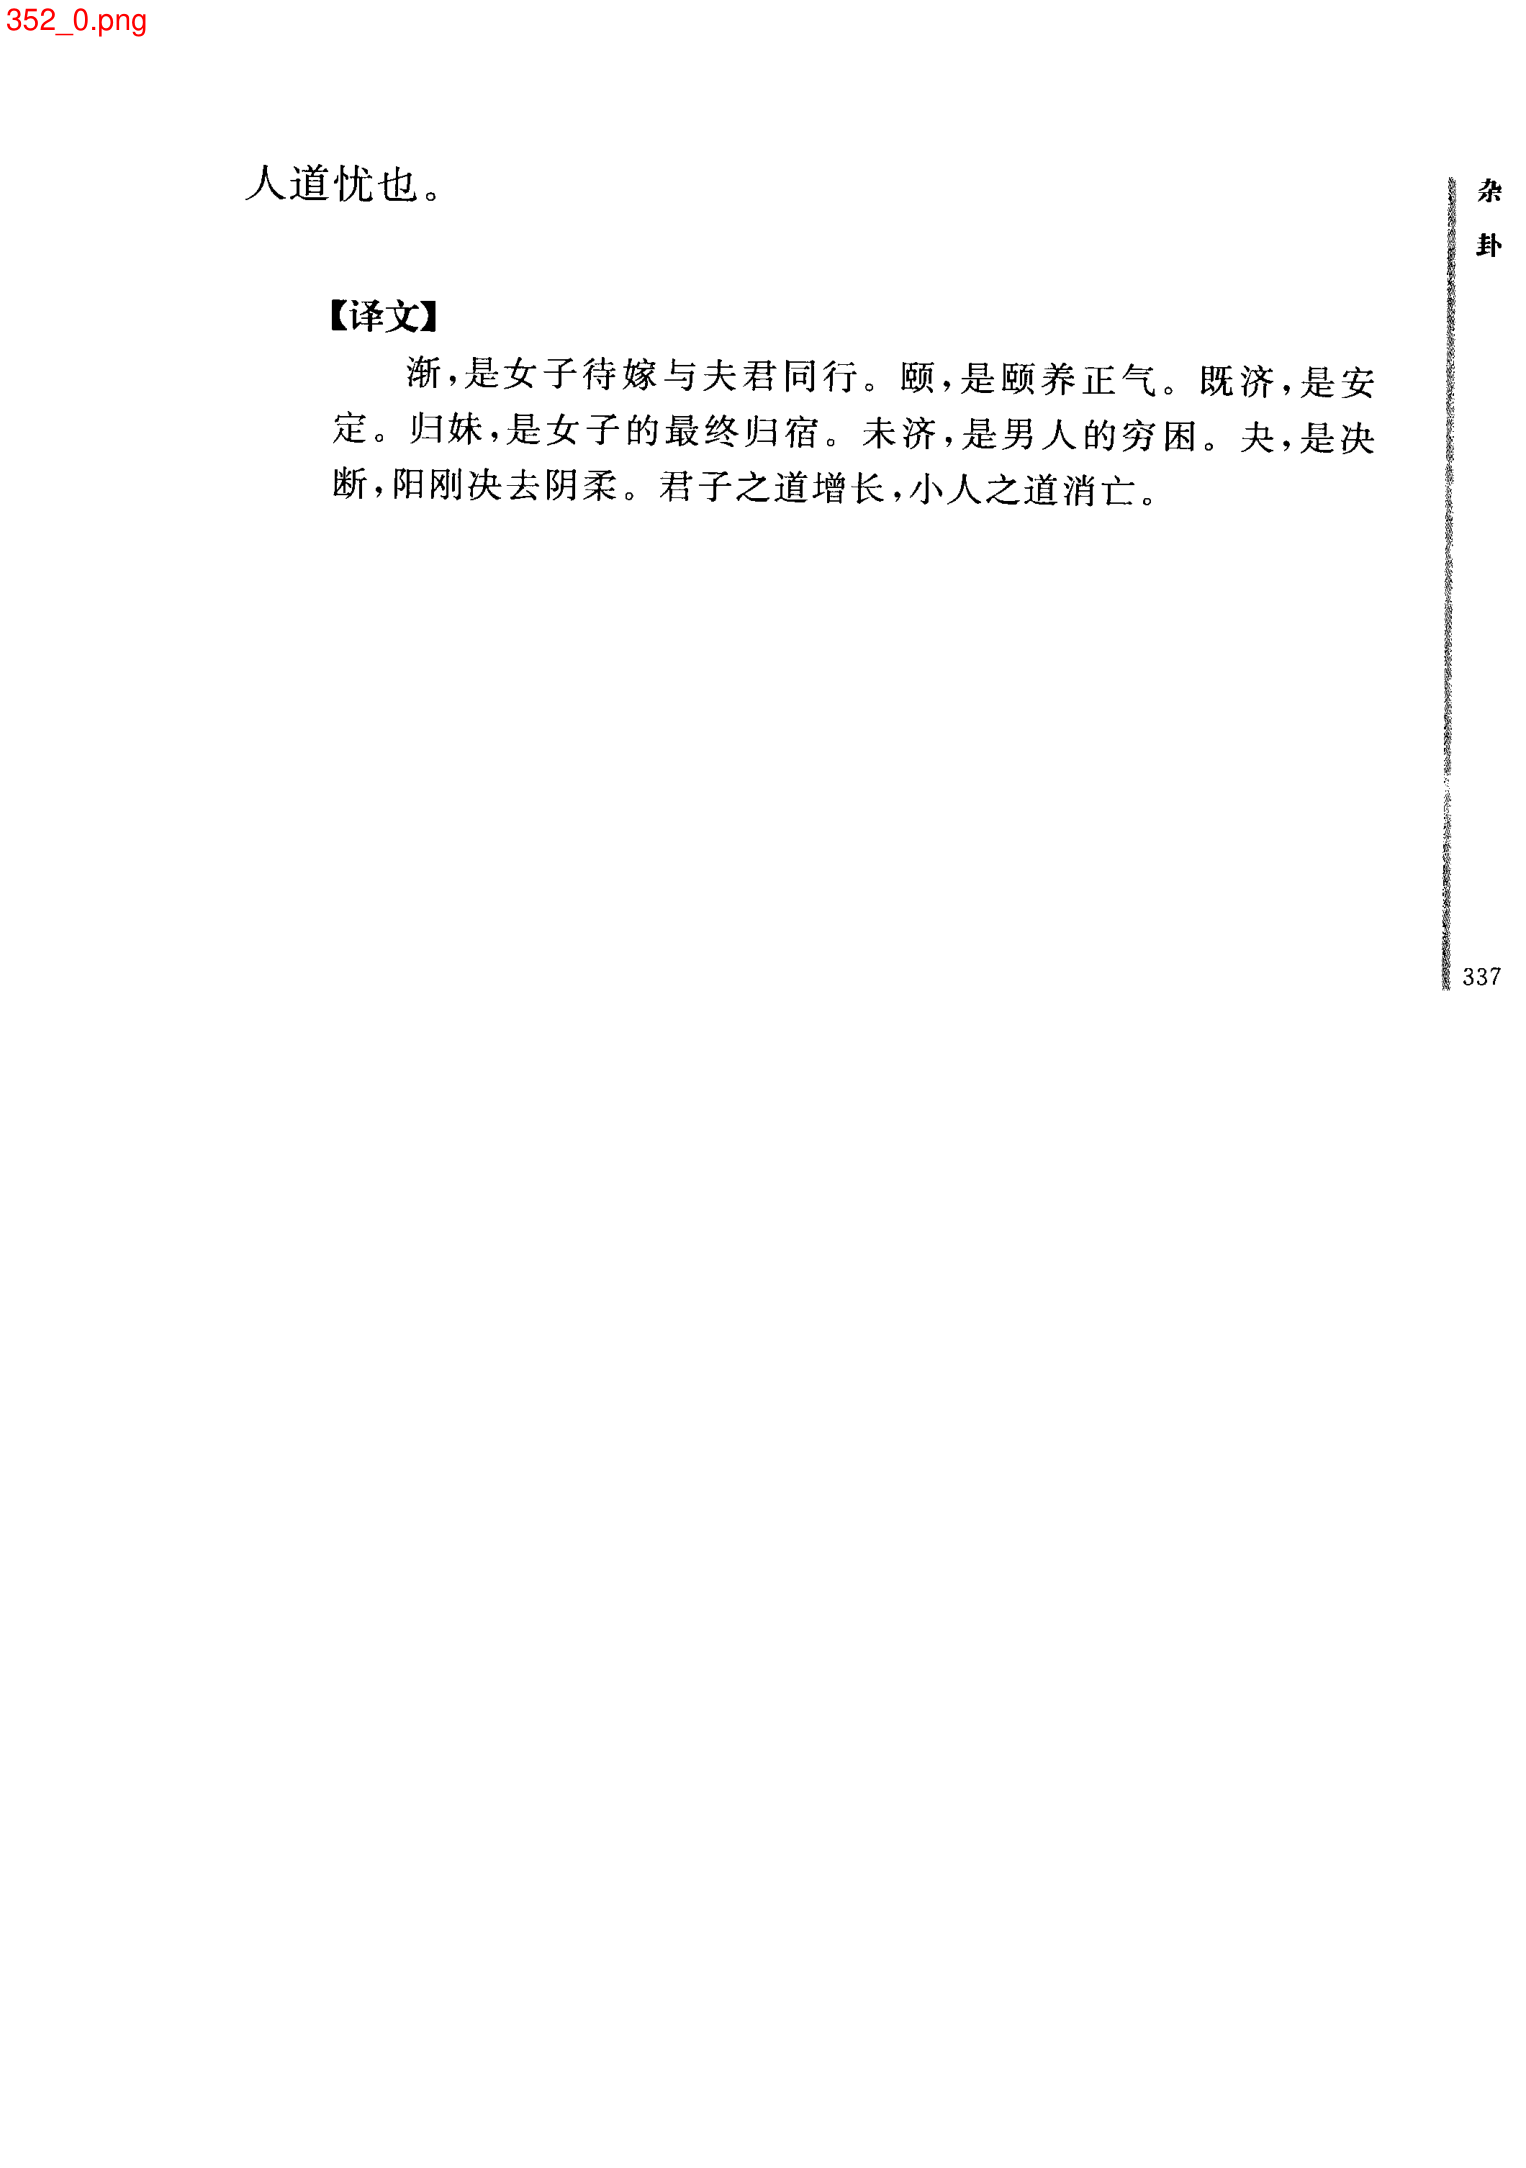 352_0.png
人道忧也。
【译文】
渐,是女子待嫁与夫君同行。颐,是颐养正气。既济,是安
定。归妹,是女子的最终归宿。未济,是男人的穷困。夬,是决
断,阳刚决去阴柔。君子之道增长,小人之道消亡。
杂
卦
337